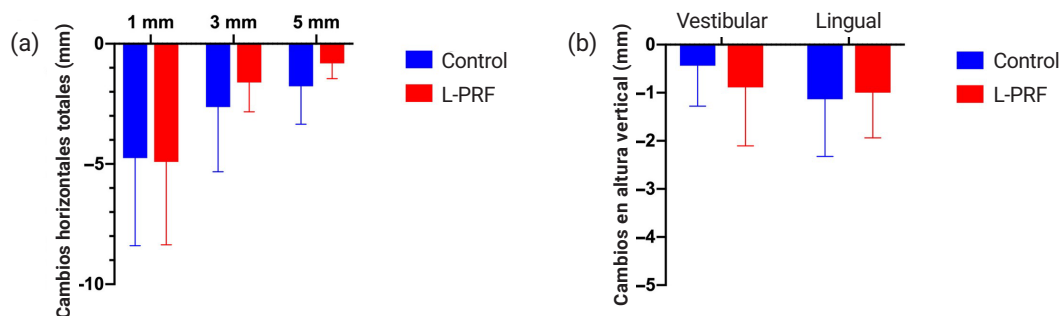 (a)
1 mm 3 mm 5 mm
0
–5
–10
Cambios horizontales totales (mm)
Control
L-PRF
(b)
Vestibular Lingual
0
–1
–2
–3
–4
–5
Cambios en altura vertical (mm)
Control
L-PRF